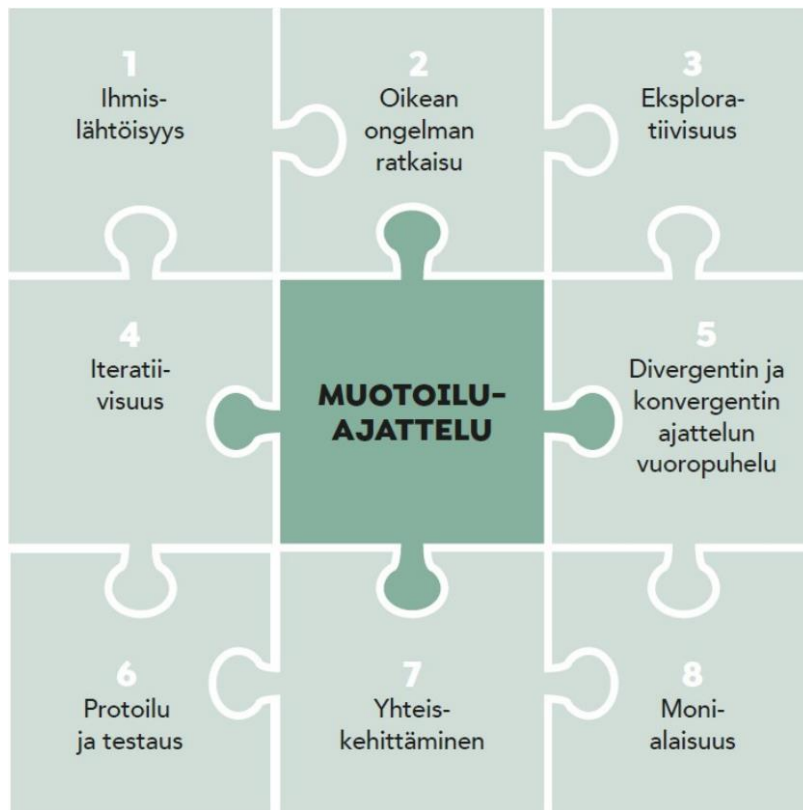 1
Ihmis-
lähtöisyys
2
Oikean
ongelman
ratkaisu
3
Eksplora-
tiivisuus
4
Iteratii-
visuus
MUOTOILU-
AJATTELU
5
Divergentin ja
konvergentin
ajattelun
vuoropuhelu
6
Protoilu
ja testaus
7
Yhteis-
kehittäminen
8
Moni-
alaisuus